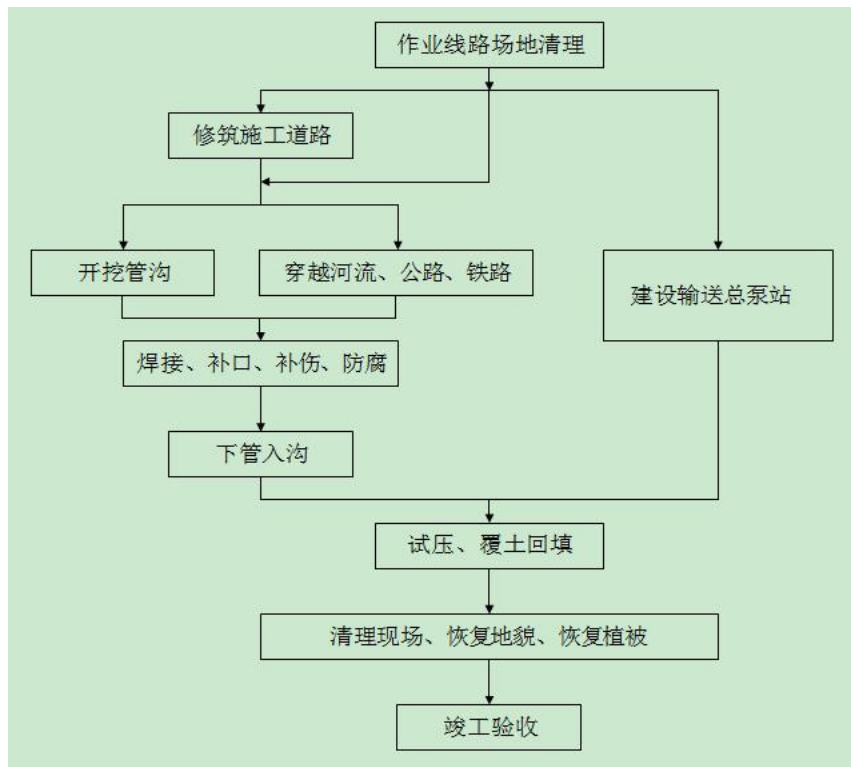 作业线路场地清理
修筑施工道路
开挖管沟
穿越河流、公路、铁路
建设输送总泵站
焊接、补口、补伤、防腐
下管入沟
试压、覆土回填
清理现场、恢复地貌、恢复植被
竣工验收